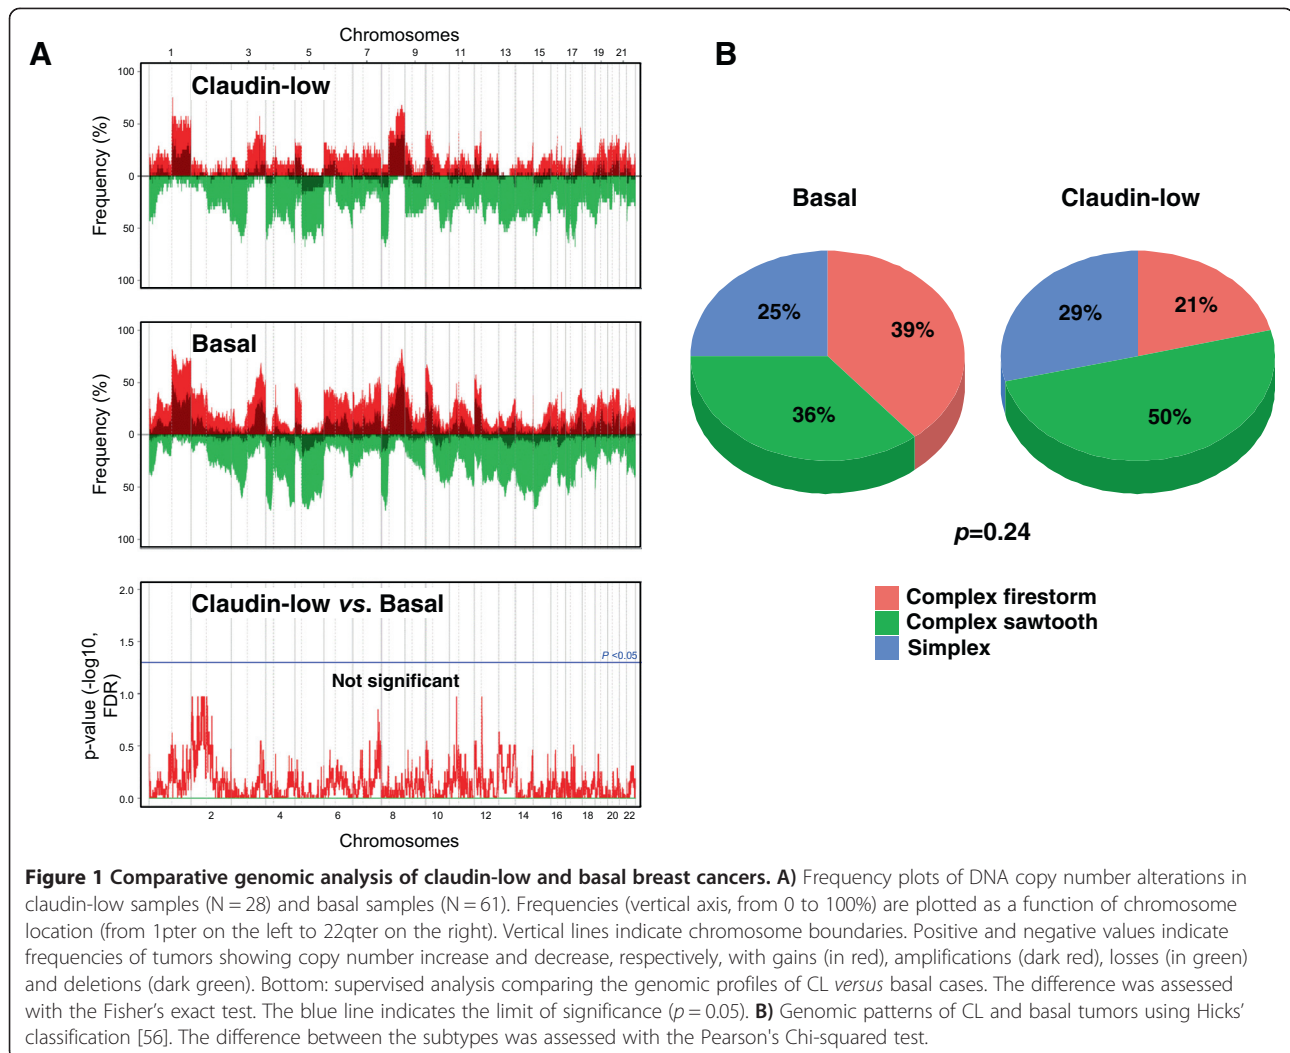 A
Chromosomes
1 3 5 7 9 11 13 15 17 19 21
Claudin-low
Frequency (%)
100
50
0
50
100
Basal
Frequency (%)
100
50
0
50
100
Claudin-low vs. Basal
p-value (-log10,
FDR)
2.0
1.5
1.0
0.5
0.0
P <0.05
Not significant
2 4 6 8 10 12 14 16 18 20 22
Chromosomes
B
Basal
Claudin-low
25%
39%
36%
29%
21%
50%
p=0.24
Complex firestorm
Complex sawtooth
Simplex
Figure 1 Comparative genomic analysis of claudin-low and basal breast cancers. A) Frequency plots of DNA copy number alterations in
claudin-low samples (N = 28) and basal samples (N = 61). Frequencies (vertical axis, from 0 to 100%) are plotted as a function of chromosome
location (from 1pter on the left to 22qter on the right). Vertical lines indicate chromosome boundaries. Positive and negative values indicate
frequencies of tumors showing copy number increase and decrease, respectively, with gains (in red), amplifications (dark red), losses (in green)
and deletions (dark green). Bottom: supervised analysis comparing the genomic profiles of CL versus basal cases. The difference was assessed
with the Fisher's exact test. The blue line indicates the limit of significance (p = 0.05). B) Genomic patterns of CL and basal tumors using Hicks'
classification [56]. The difference between the subtypes was assessed with the Pearson's Chi-squared test.